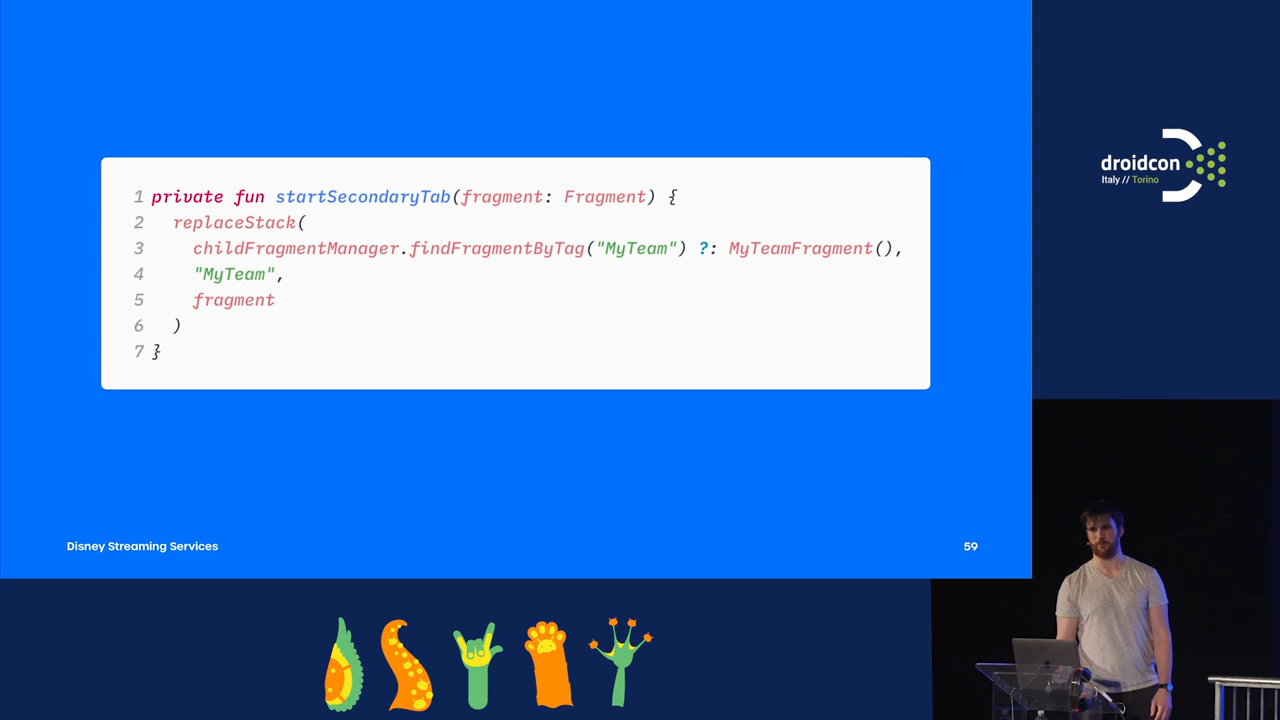 1 private fun startSecondaryTab(fragment: Fragment) {
2 replaceStack(
3 childFragmentManager.findFragmentByTag("MyTeam") ?: MyTeamFragment(),
4 "MyTeam",
5 fragment
6 )
7 }
Disney Streaming Services
59
droidcon
Italy // Torino